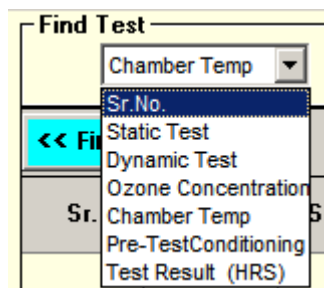 Find Test
Chamber Temp
Sr.No.
Static Test
Dynamic Test
Ozone Concentration
Chamber Temp
Pre-TestConditioning
Test Result (HRS)
<< Fi
Sr.
S